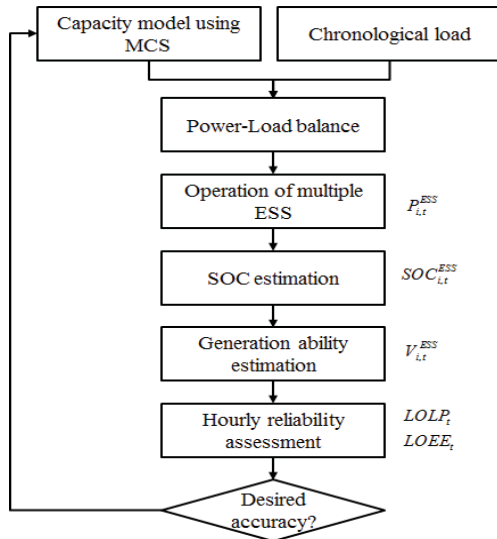 Capacity model using
MCS
Chronological load
Power-Load balance
Operation of multiple
ESS
P_{i,t}^{ESS}
SOC estimation
SOC_{i,t}^{ESS}
Generation ability
estimation
V_{i,t}^{ESS}
Hourly reliability
assessment
LOLP_t
LOEE_t
Desired
accuracy?